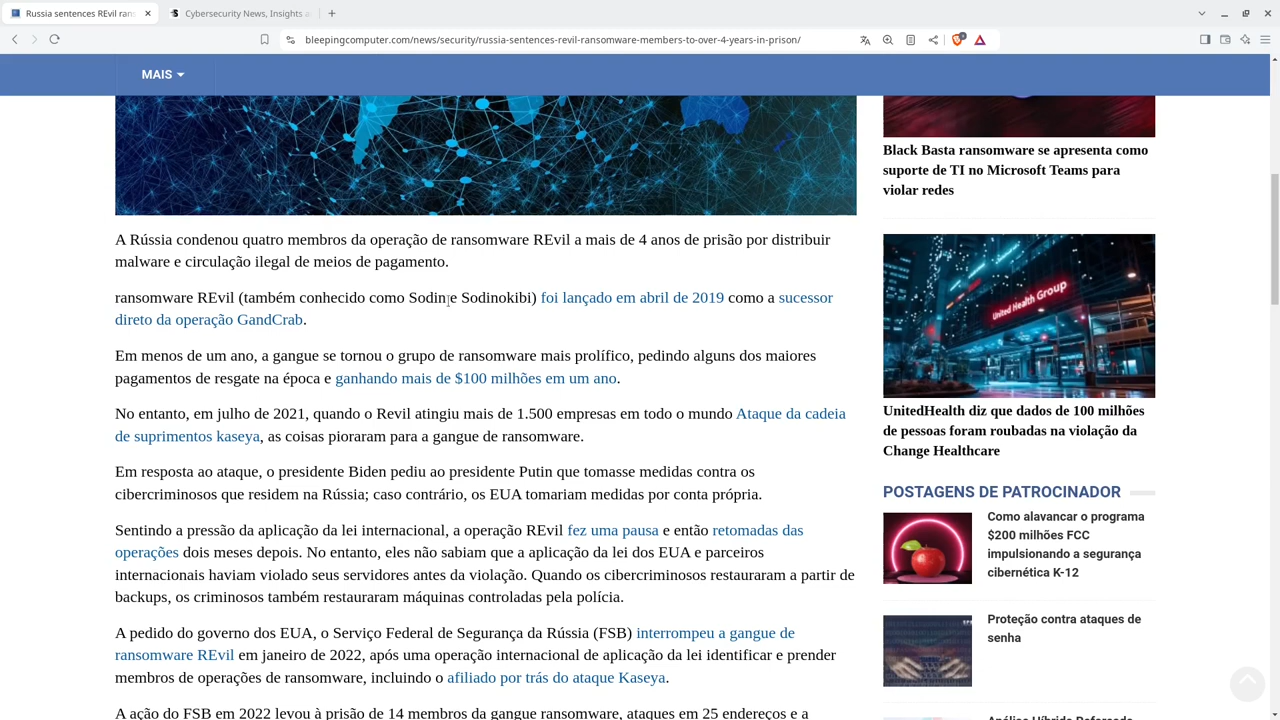 Russia sentences REvil ran
Cybersecurity News, Insights a
bleepingcomputer.com/news/security/russia-sentences-revil-ransomware-members-to-over-4-years-in-prison/
MAIS
A Rússia condenou quatro membros da operação de ransomware REvil a mais de 4 anos de prisão por distribuir
malware e circulação ilegal de meios de pagamento.
ransomware REvil (também conhecido como Sodin e Sodinokibi) foi lançado em abril de 2019 como a sucessor
direto da operação GandCrab.
Em menos de um ano, a gangue se tornou o grupo de ransomware mais prolífico, pedindo alguns dos maiores
pagamentos de resgate na época e ganhando mais de $100 milhões em um ano.
No entanto, em julho de 2021, quando o Revil atingiu mais de 1.500 empresas em todo o mundo Ataque da cadeia
de suprimentos kaseya, as coisas pioraram para a gangue de ransomware.
Em resposta ao ataque, o presidente Biden pediu ao presidente Putin que tomasse medidas contra os
cibercriminosos que residem na Rússia; caso contrário, os EUA tomariam medidas por conta própria.
Sentindo a pressão da aplicação da lei internacional, a operação REvil fez uma pausa e então retomadas das
operações dois meses depois. No entanto, eles não sabiam que a aplicação da lei dos EUA e parceiros
internacionais haviam violado seus servidores antes da violação. Quando os cibercriminosos restauraram a partir de
backups, os criminosos também restauraram máquinas controladas pela polícia.
A pedido do governo dos EUA, o Serviço Federal de Segurança da Rússia (FSB) interrompeu a gangue de
ransomware REvil em janeiro de 2022, após uma operação internacional de aplicação da lei identificar e prender
membros de operações de ransomware, incluindo o afiliado por trás do ataque Kaseya.
A ação do FSB em 2022 levou à prisão de 14 membros da gangue ransomware, ataques em 25 endereços e a
Black Basta ransomware se apresenta como
suporte de TI no Microsoft Teams para
violar redes
United Health Group
UnitedHealth diz que dados de 100 milhões
de pessoas foram roubadas na violação da
Change Healthcare
POSTAGENS DE PATROCINADOR
Como alavancar o programa
$200 milhões FCC
impulsionando a segurança
cibernética K-12
Proteção contra ataques de
senha
Análise Híbrido Reforçado